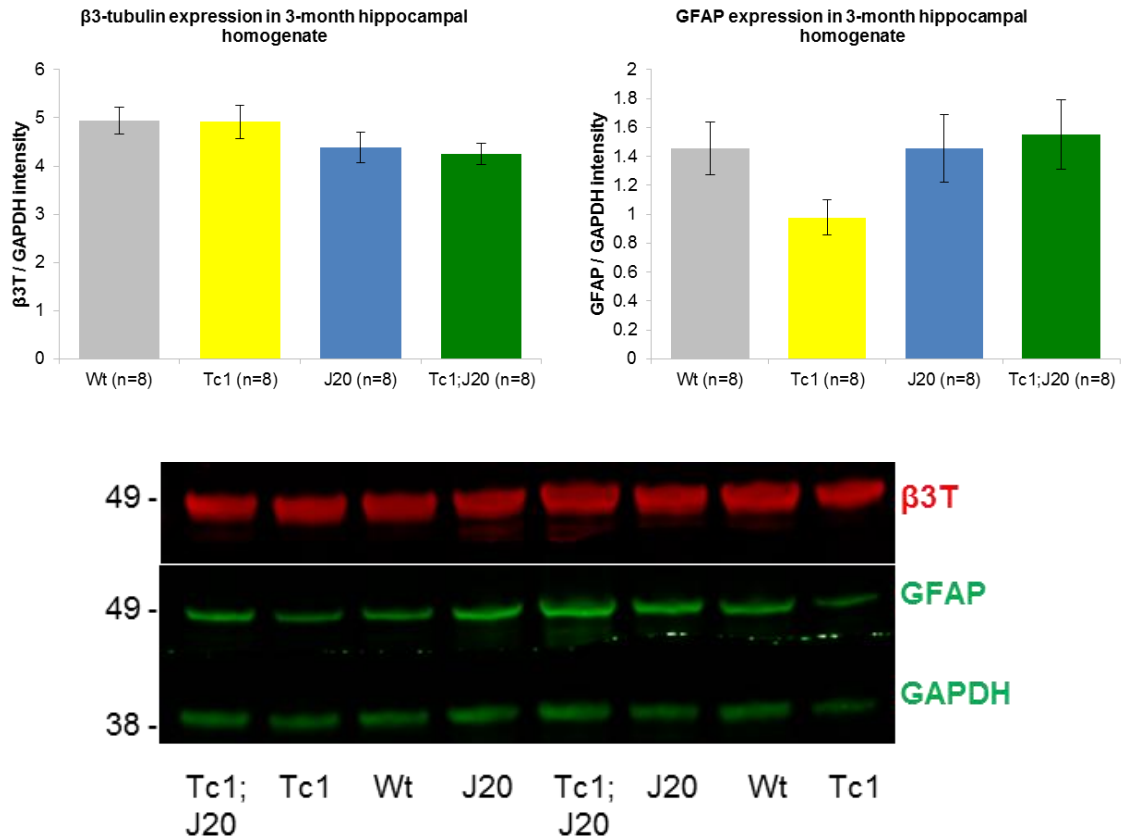 β3-tubulin expression in 3-month hippocampal
homogenate
β3T / GAPDH intensity
6
5
4
3
2
1
0
Wt (n=8)
Tc1 (n=8)
J20 (n=8)
Tc1;J20 (n=8)
GFAP expression in 3-month hippocampal
homogenate
GFAP / GAPDH intensity
2
1.8
1.6
1.4
1.2
1
0.8
0.6
0.4
0.2
0
Wt (n=8)
Tc1 (n=8)
J20 (n=8)
Tc1;J20 (n=8)
49 -
β3T
49 -
GFAP
38 -
GAPDH
Tc1;
J20
Tc1
Wt
J20
Tc1;
J20
J20
Wt
Tc1